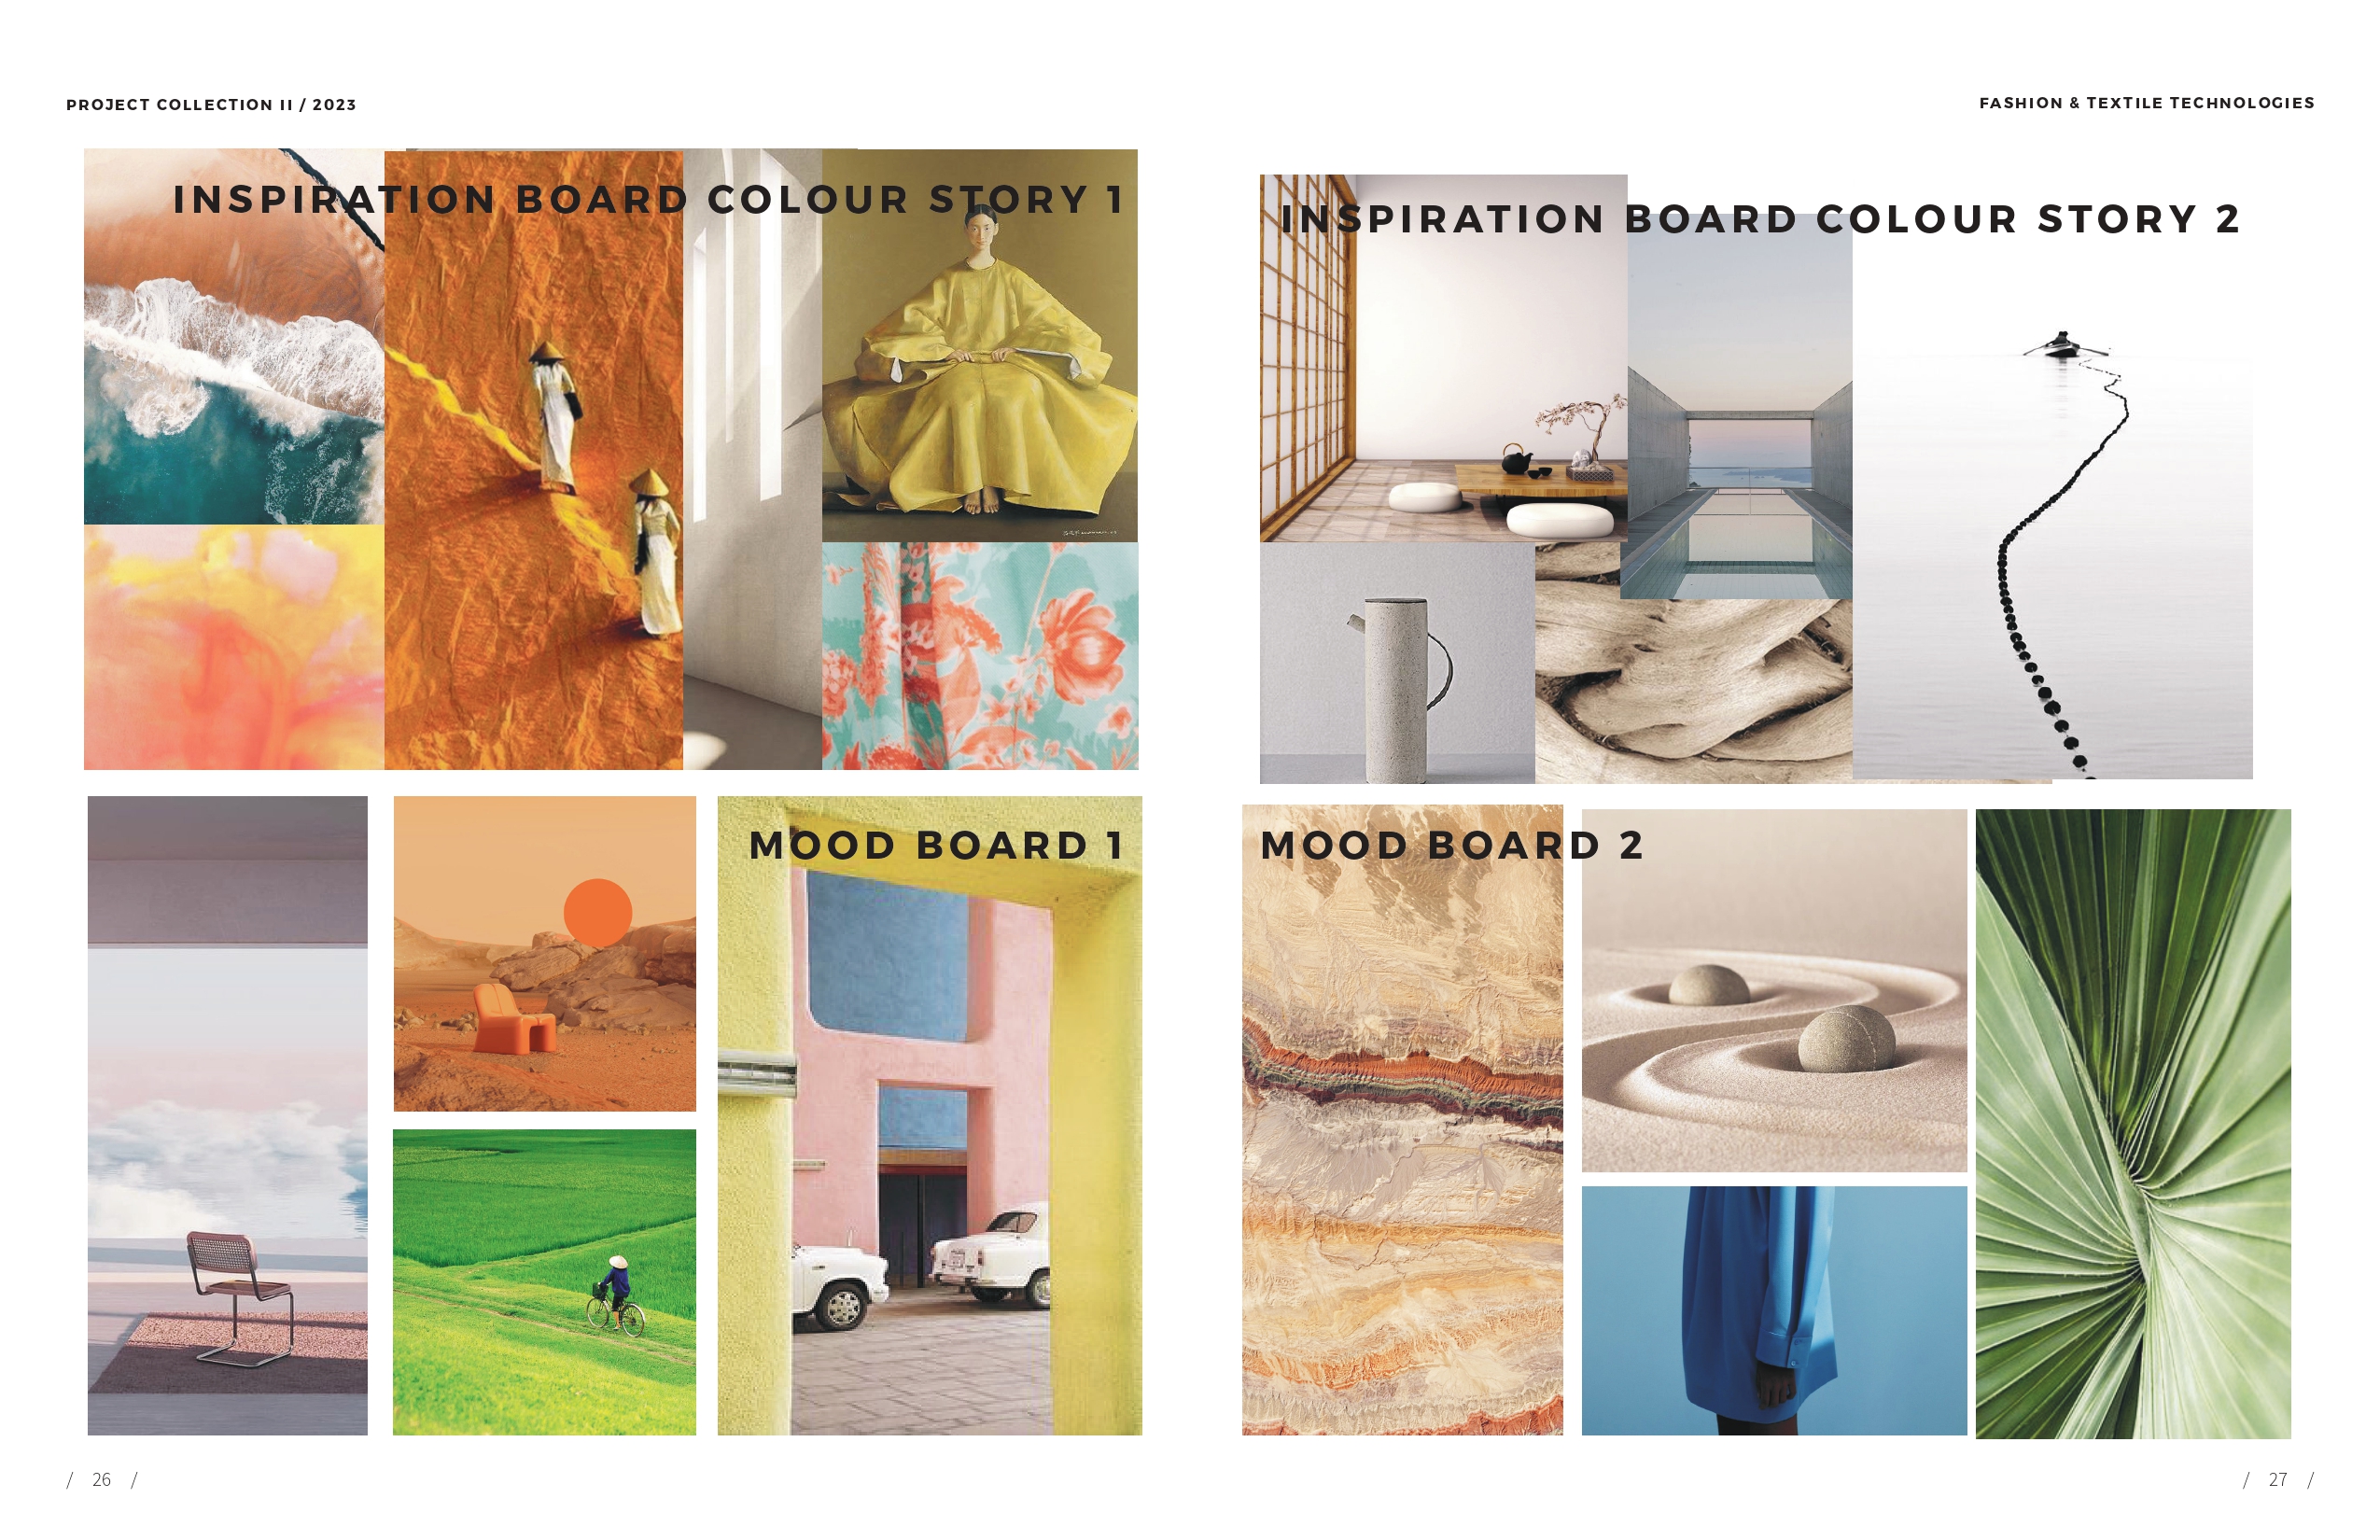 PROJECT COLLECTION II / 2023
FASHION & TEXTILE TECHNOLOGIES
INSPIRATION BOARD COLOUR STORY 1
INSPIRATION BOARD COLOUR STORY 2
MOOD BOARD 1
MOOD BOARD 2
/ 26 /
/ 27 /